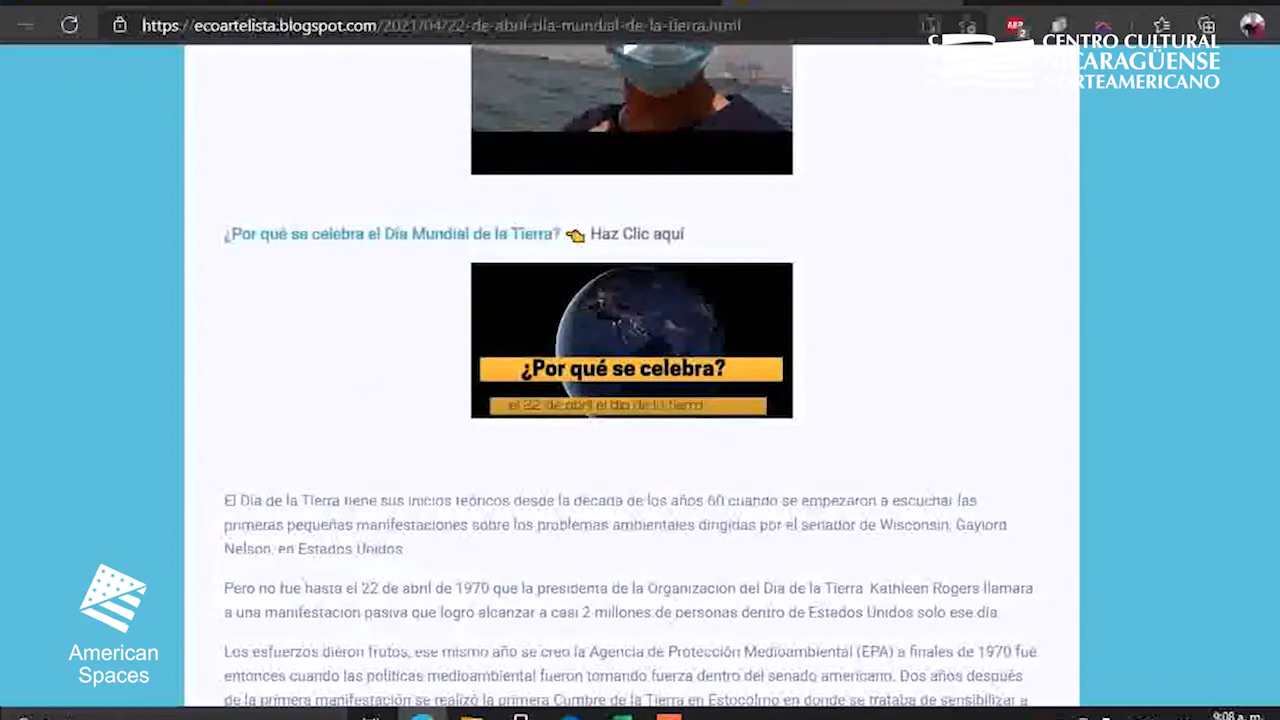 https://ecoartelista.blogspot.com/2021/04/22-de-abril-dia-mundial-de-la-tierra.html
ABP
2
CENTRO CULTURAL
NICARAGÜENSE
NORTEAMERICANO
¿Por qué se celebra el Día Mundial de la Tierra? 👈 Haz Clic aquí
¿Por qué se celebra?
el 22 de abril el dia de la tierra
El Día de la Tierra tiene sus inicios teóricos desde la década de los años 60 cuando se empezaron a escuchar las
primeras pequeñas manifestaciones sobre los problemas ambientales dirigidas por el senador de Wisconsin, Gaylord
Nelson, en Estados Unidos.
Pero no fue hasta el 22 de abril de 1970 que la presidenta de la Organización del Día de la Tierra Kathleen Rogers llamara
a una manifestación pasiva que logro alcanzar a casi 2 millones de personas dentro de Estados Unidos solo ese día.
Los esfuerzos dieron frutos, ese mismo año se creo la Agencia de Protección Medioambiental (EPA) a finales de 1970 fue
entonces cuando las políticas medioambiental fueron tomando fuerza dentro del senado americano. Dos años después
de la primera manifestación se realizó la primera Cumbre de la Tierra en Estocolmo en donde se trataba de sensibilizar a
American
Spaces
9:08 p. m.